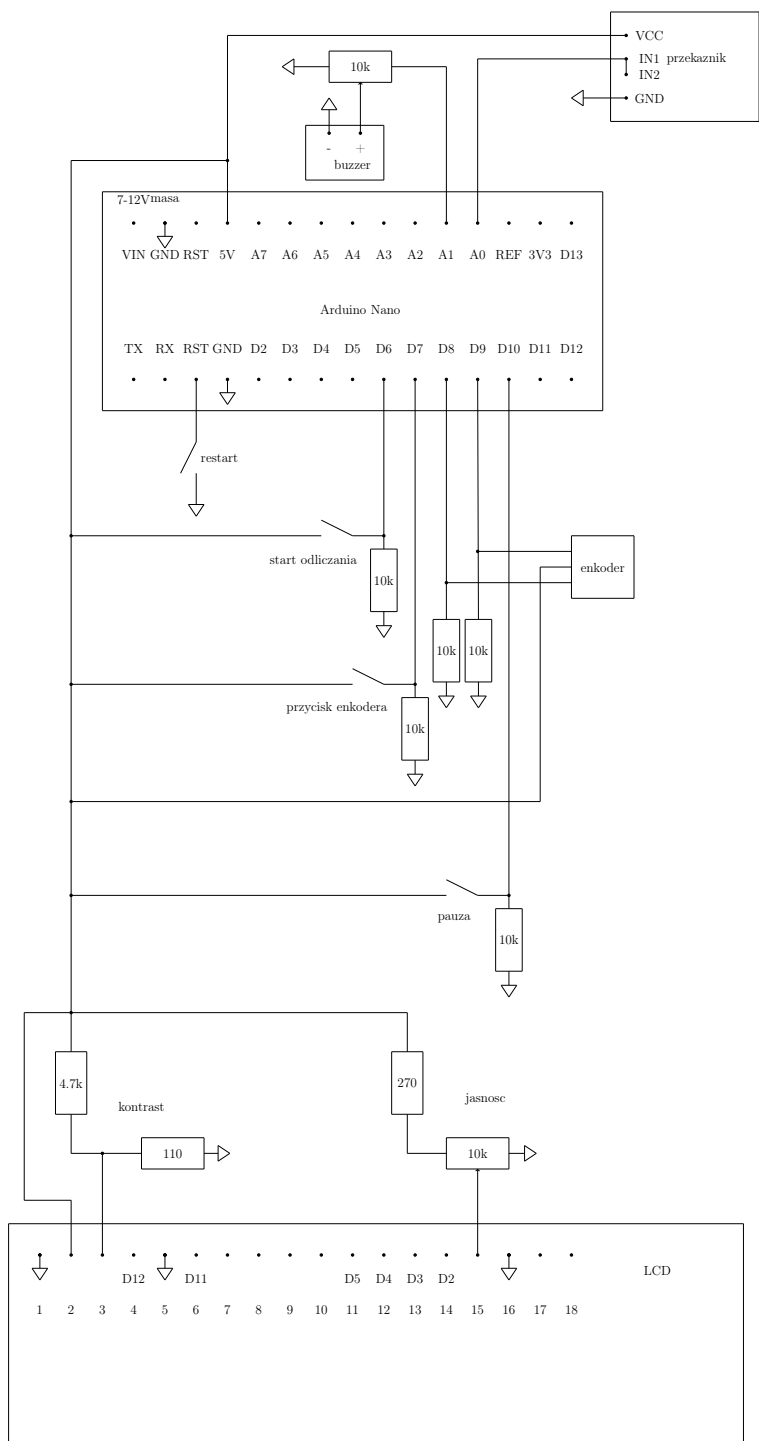 VCC
IN1 przekaznik
IN2
GND
10k
- +
buzzer
7-12V masa
VIN GND RST 5V A7 A6 A5 A4 A3 A2 A1 A0 REF 3V3 D13
Arduino Nano
TX RX RST GND D2 D3 D4 D5 D6 D7 D8 D9 D10 D11 D12
restart
start odliczania
enkoder
10k
10k 10k
przycisk enkodera
10k
pauza
10k
4.7k
270
kontrast
jasnosc
110
10k
LCD
D12 D11 D5 D4 D3 D2
1 2 3 4 5 6 7 8 9 10 11 12 13 14 15 16 17 18